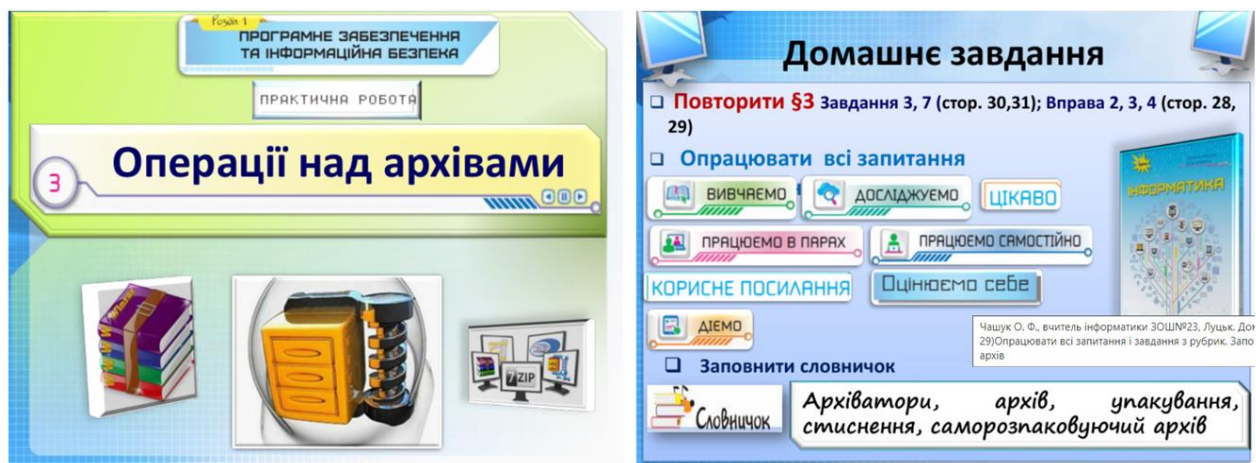 Розділ 1
ПРОГРАМНЕ ЗАБЕЗПЕЧЕННЯ
ТА ІНФОРМАЦІЙНА БЕЗПЕКА
ПРАКТИЧНА РОБОТА
3
Операції над архівами
7ZIP
Домашнє завдання
Повторити §3 Завдання 3, 7 (стор. 30,31); Вправа 2, 3, 4 (стор. 28,
29)
Опрацювати всі запитання
ВИВЧАЄМО
ДОСЛІДЖУЄМО
ЦІКАВО
ПРАЦЮЄМО В ПАРАХ
ПРАЦЮЄМО САМОСТІЙНО
КОРИСНЕ ПОСИЛАННЯ
Оцінюємо себе
ДІЄМО
ІНФОРМАТИКА
Чашук О. Ф., вчитель інформатики ЗОШ№23, Луцьк. Дом
29)Опрацювати всі запитання і завдання з рубрик. Запо
архів
Заповнити словничок
Словничок
Архіватори, архів, упакування,
стиснення, саморозпаковуючий архів